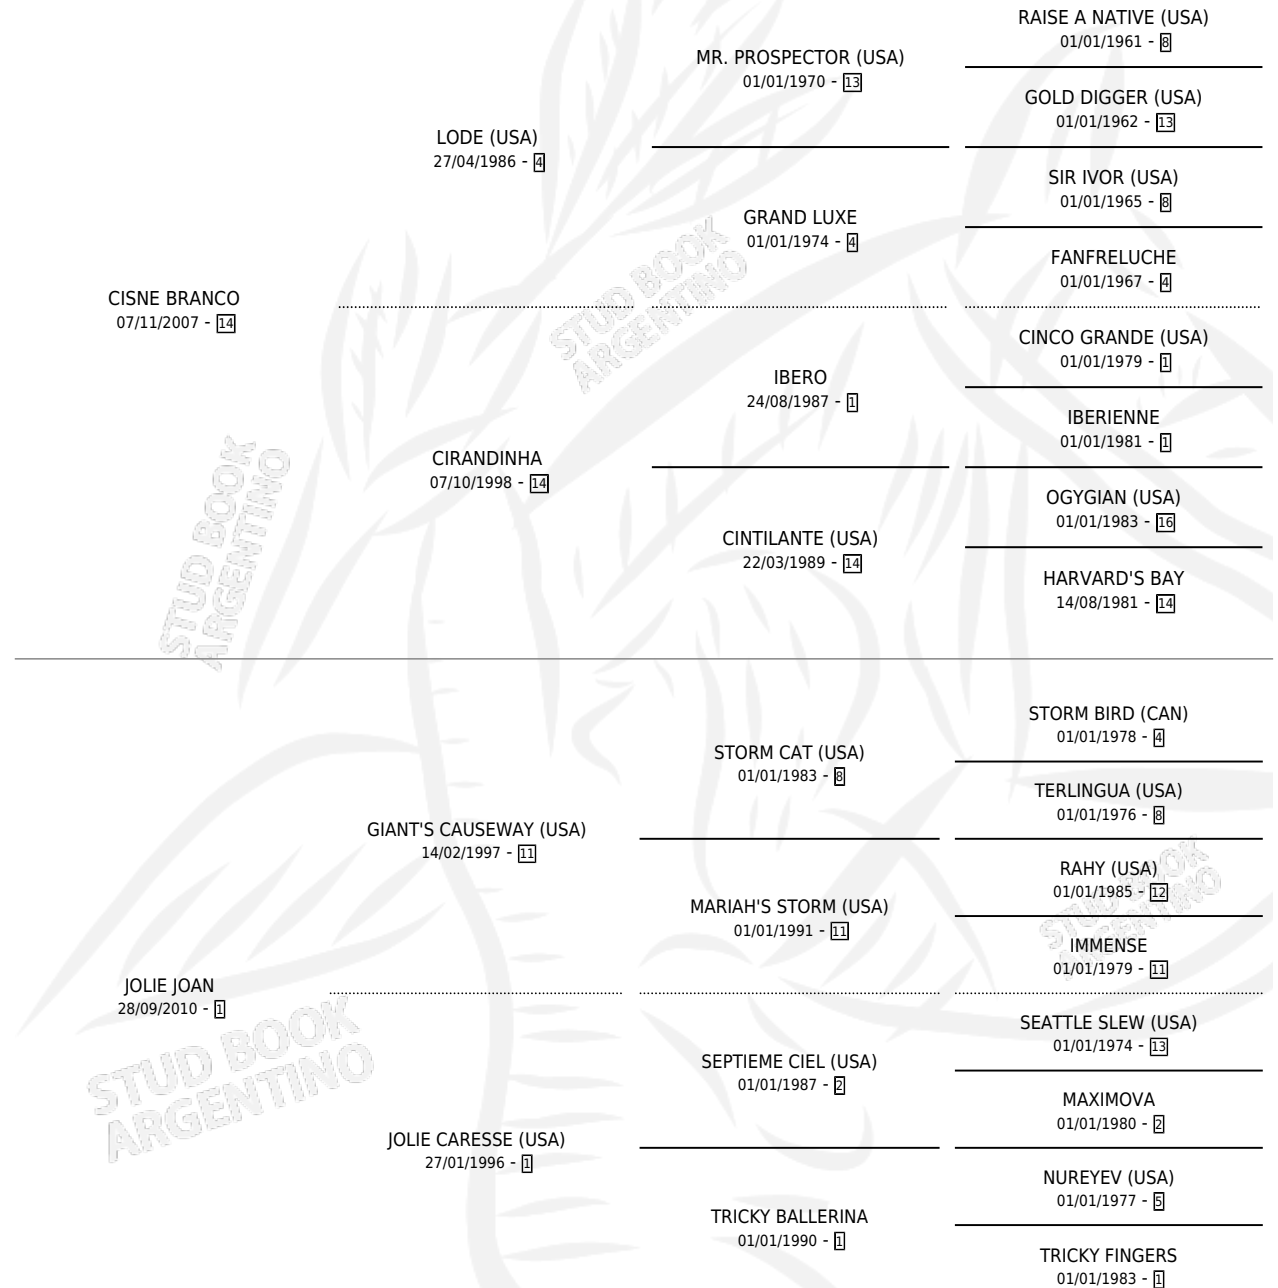 RAISE A NATIVE (USA)
01/01/1961 - 8
MR. PROSPECTOR (USA)
01/01/1970 - 13
GOLD DIGGER (USA)
01/01/1962 - 13
LODE (USA)
27/04/1986 - 4
SIR IVOR (USA)
01/01/1965 - 8
GRAND LUXE
01/01/1974 - 4
FANFRELUCHE
01/01/1967 - 4
CISNE BRANCO
07/11/2007 - 14
CINCO GRANDE (USA)
01/01/1979 - 1
IBERO
24/08/1987 - 1
IBERIENNE
01/01/1981 - 1
CIRANDINHA
07/10/1998 - 14
OGYGIAN (USA)
01/01/1983 - 16
CINTILANTE (USA)
22/03/1989 - 14
HARVARD'S BAY
14/08/1981 - 14
STUD BOOK
ARGENTINO
STUD BOOK
ARGENTINO
STORM BIRD (CAN)
01/01/1978 - 4
STORM CAT (USA)
01/01/1983 - 8
TERLINGUA (USA)
01/01/1976 - 8
GIANT'S CAUSEWAY (USA)
14/02/1997 - 11
RAHY (USA)
01/01/1985 - 12
MARIAH'S STORM (USA)
01/01/1991 - 11
IMMENSE
01/01/1979 - 11
JOLIE JOAN
28/09/2010 - 1
SEATTLE SLEW (USA)
01/01/1974 - 13
SEPTIEME CIEL (USA)
01/01/1987 - 2
MAXIMOVA
01/01/1980 - 2
JOLIE CARESSE (USA)
27/01/1996 - 1
NUREYEV (USA)
01/01/1977 - 5
TRICKY BALLERINA
01/01/1990 - 1
TRICKY FINGERS
01/01/1983 - 1
STUD BOOK
ARGENTINO
STUD BOOK
ARGENTINO